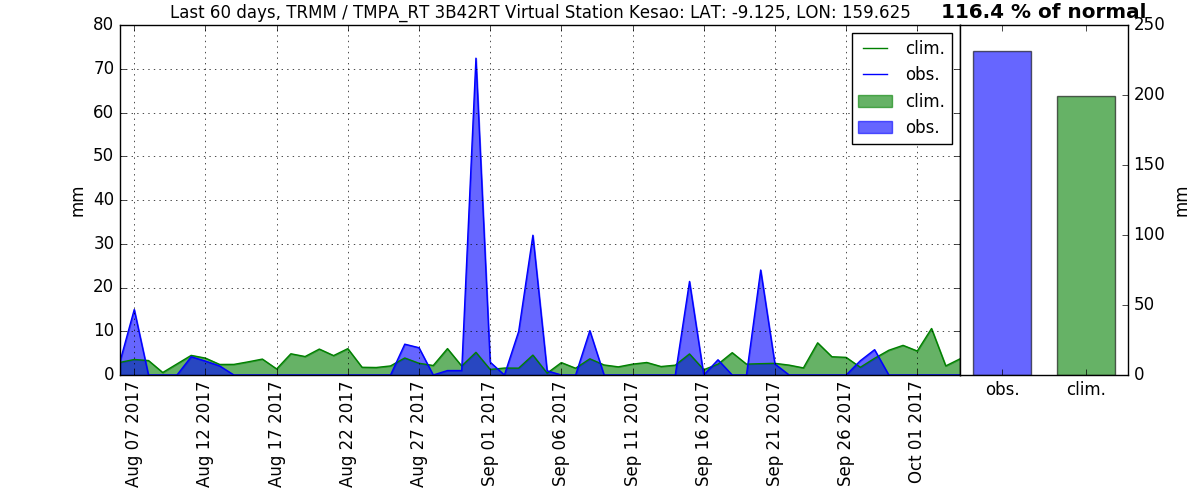 Last 60 days, TRMM / TMPA_RT 3B42RT Virtual Station Kesao: LAT: -9.125, LON: 159.625
116.4 % of normal
80
70
60
50
40
30
20
10
0
mm
clim.
obs.
clim.
obs.
250
200
150
100
50
0
mm
obs.
clim.
Aug 07 2017
Aug 12 2017
Aug 17 2017
Aug 22 2017
Aug 27 2017
Sep 01 2017
Sep 06 2017
Sep 11 2017
Sep 16 2017
Sep 21 2017
Sep 26 2017
Oct 01 2017